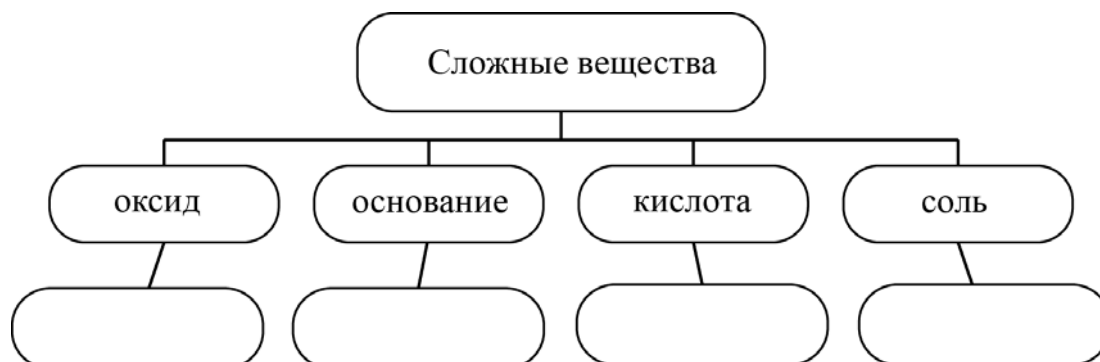 Сложные вещества
оксид
основание
кислота
соль